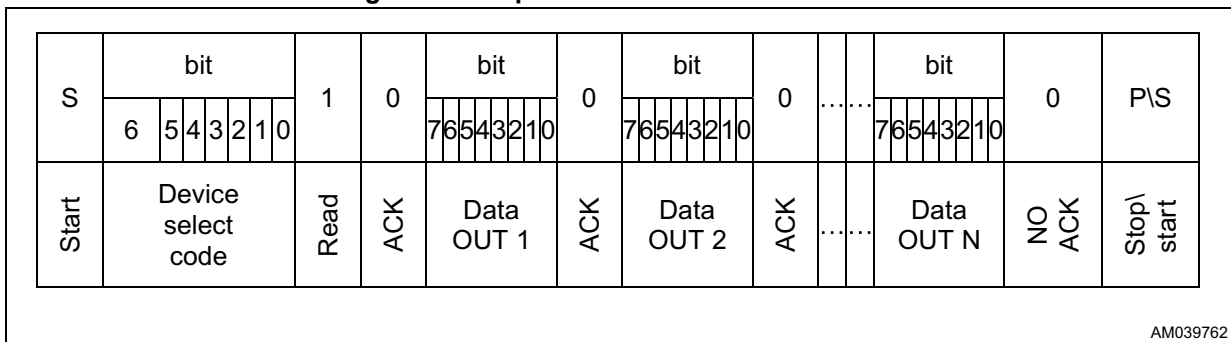 S bit 1 0 bit 0 bit 0 ...... bit 0 P\S
6 5 4 3 2 1 0 76543210 76543210 76543210
Start Device select code Read ACK Data OUT 1 ACK Data OUT 2 ACK ...... Data OUT N NO ACK Stop\ start
AM039762